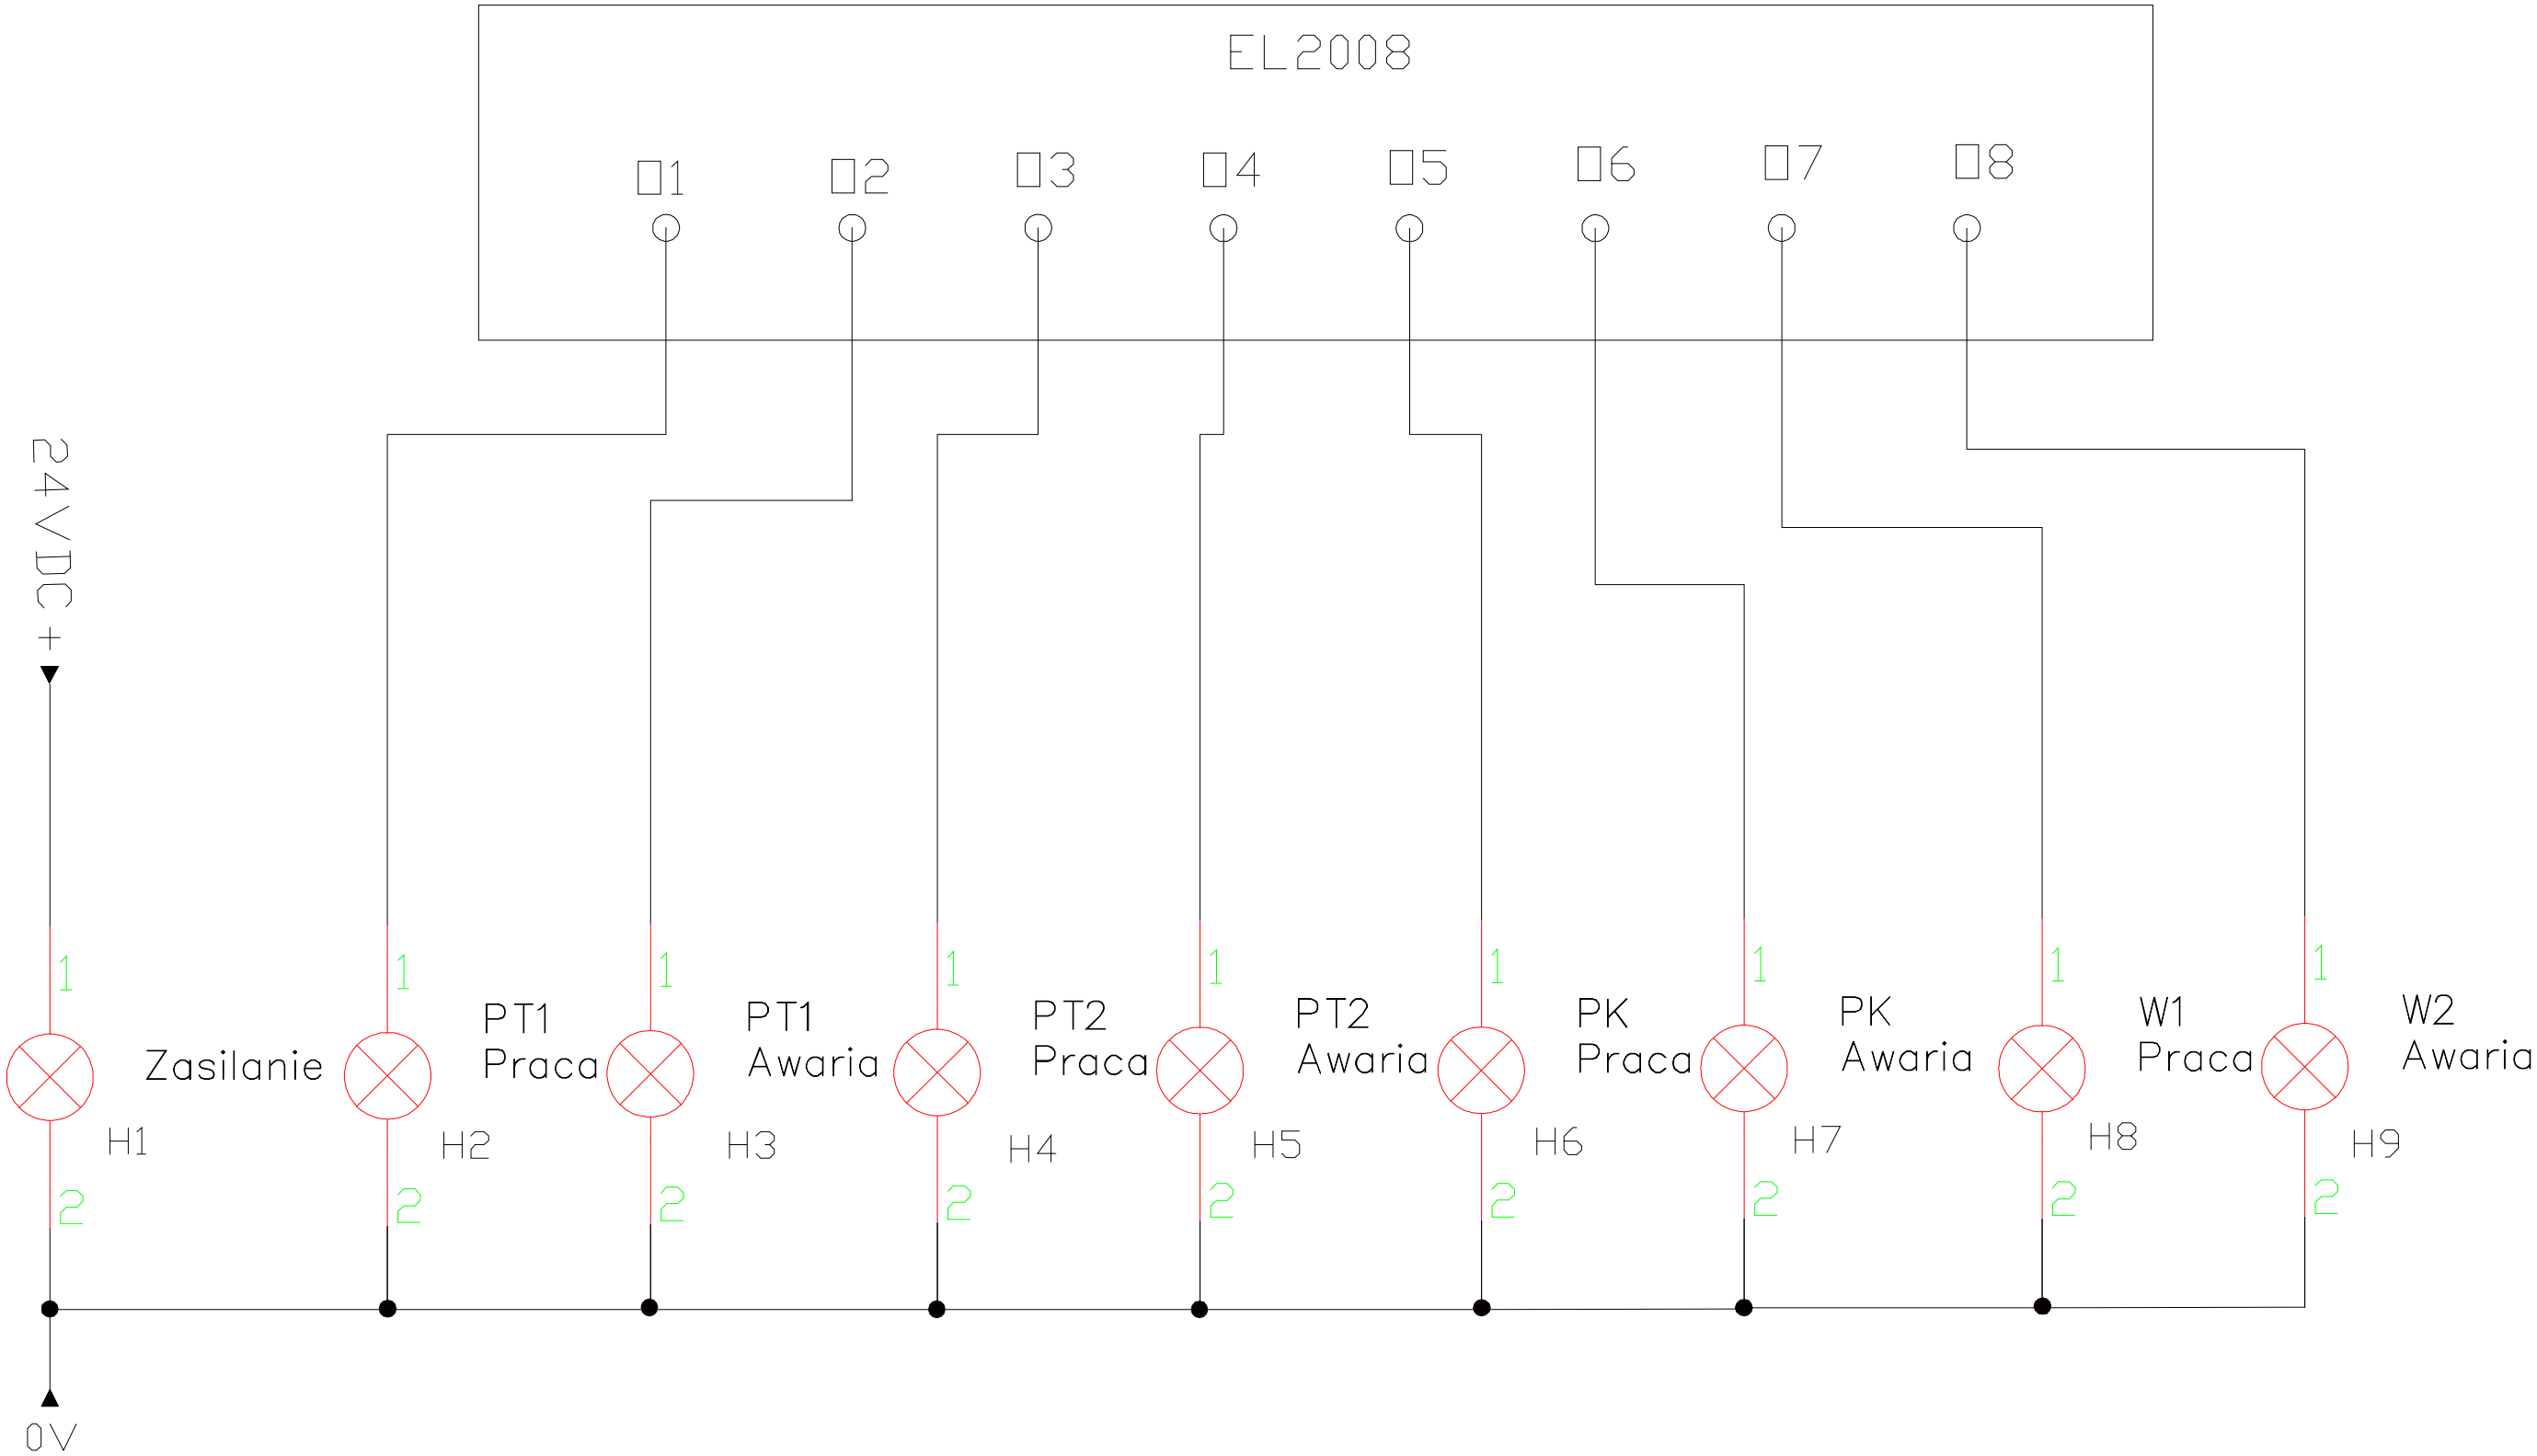 EL2008
O1 O2 O3 O4 O5 O6 O7 O8
24VDC+
1 1 1 1 1 1 1 1 1
Zasilanie
PT1
Praca
PT1
Awaria
PT2
Praca
PT2
Awaria
PK
Praca
PK
Awaria
W1
Praca
W2
Awaria
H1 H2 H3 H4 H5 H6 H7 H8 H9
2 2 2 2 2 2 2 2 2
0V